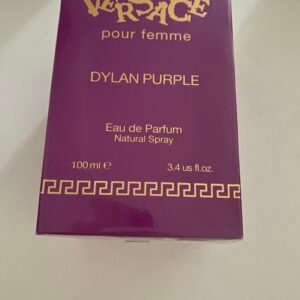 VERSACE
pour femme
DYLAN PURPLE
Eau de Parfum
Natural Spray
100 ml ℮ 3.4 us fl.oz.